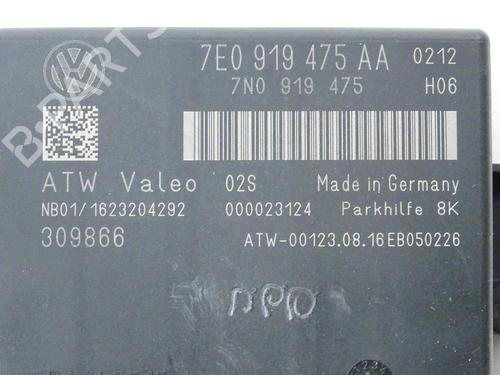 7E0 919 475 AA 0212
7N0 919 475 H06
ATW Valeo 02S Made in Germany
NB01/1623204292 000023124 Parkhilfe 8K
309866 ATW-00123.08.16EB050226